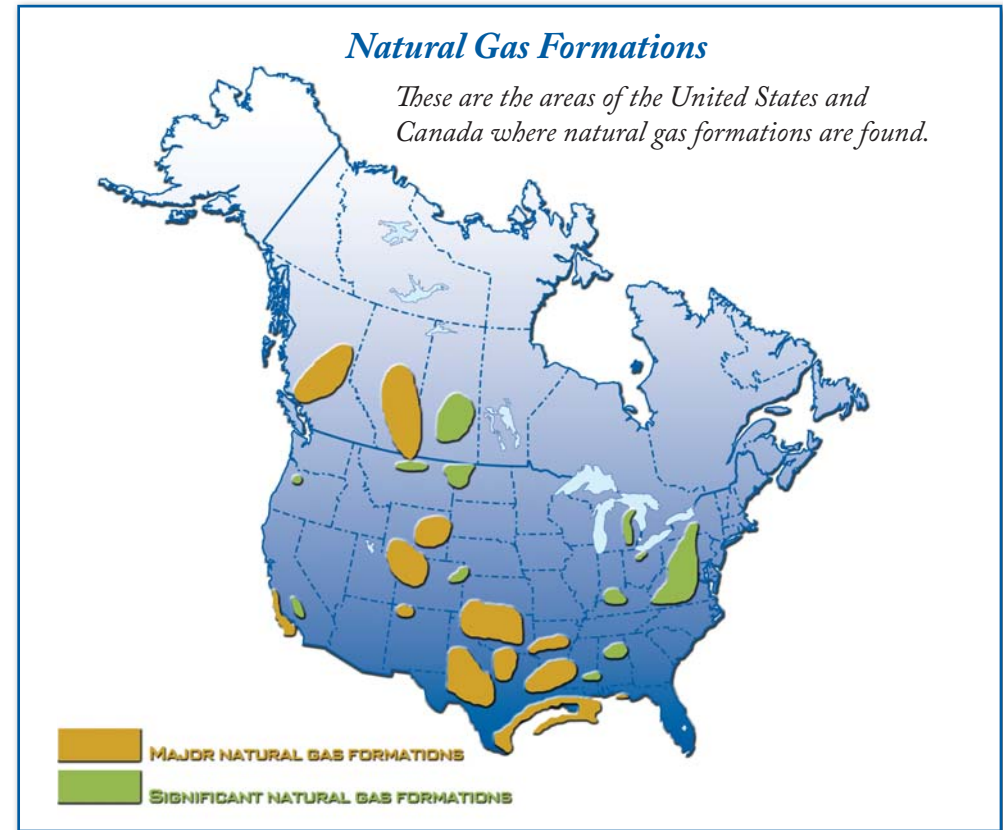 Natural Gas Formations
These are the areas of the United States and
Canada where natural gas formations are found.
MAJOR NATURAL GAS FORMATIONS
SIGNIFICANT NATURAL GAS FORMATIONS